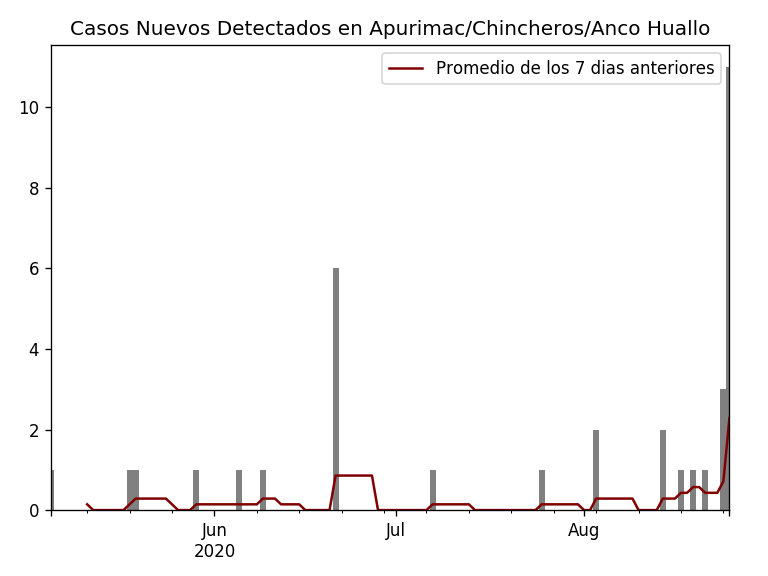 Casos Nuevos Detectados en Apurimac/Chincheros/Anco Huallo
Promedio de los 7 dias anteriores
10
8
6
4
2
0
Jun
2020
Jul
Aug